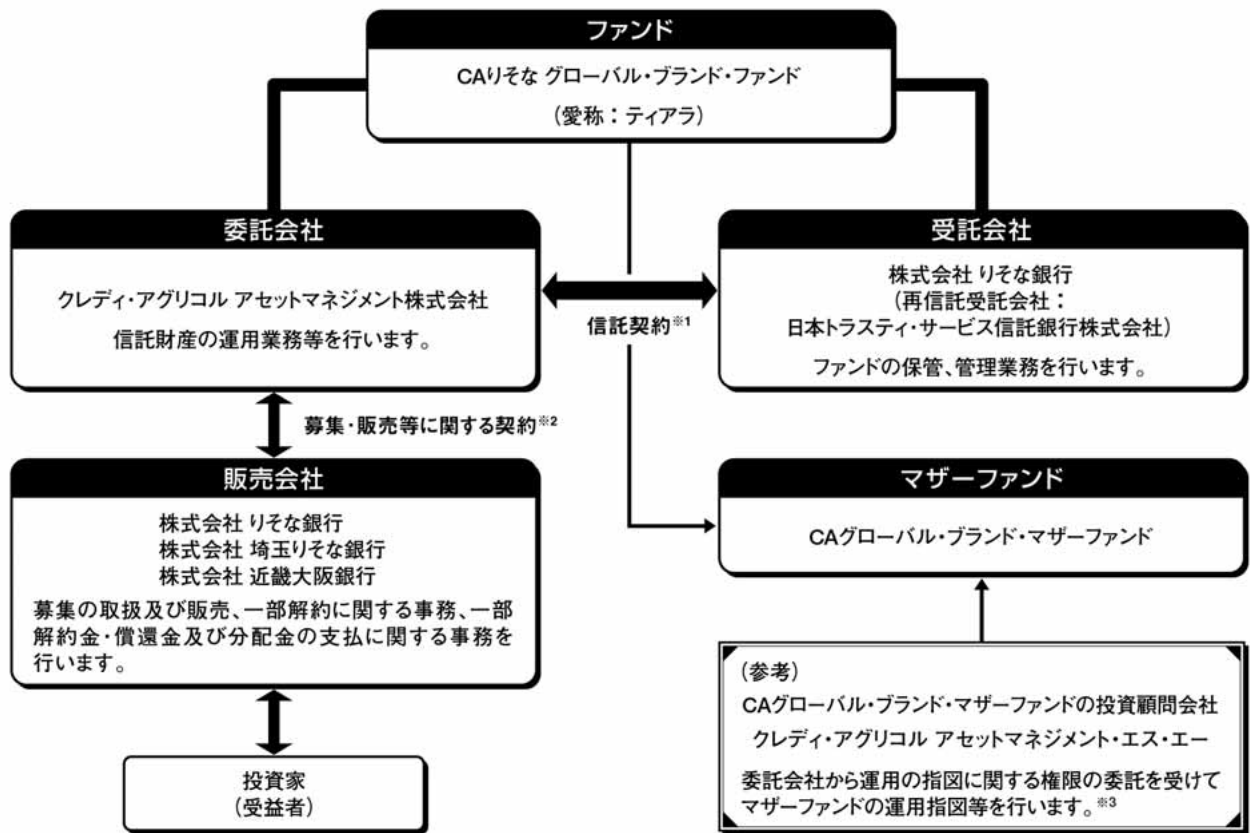 ファンド
CAりそな グローバル・ブランド・ファンド
(愛称：ティアラ)
委託会社
クレディ・アグリコル アセットマネジメント株式会社
信託財産の運用業務等を行います。
信託契約※1
受託会社
株式会社 りそな銀行
(再信託受託会社：
日本トラスティ・サービス信託銀行株式会社)
ファンドの保管、管理業務を行います。
募集・販売等に関する契約※2
販売会社
株式会社 りそな銀行
株式会社 埼玉りそな銀行
株式会社 近畿大阪銀行
募集の取扱及び販売、一部解約に関する事務、一部
解約金・償還金及び分配金の支払に関する事務を
行います。
マザーファンド
CAグローバル・ブランド・マザーファンド
(参考)
CAグローバル・ブランド・マザーファンドの投資顧問会社
クレディ・アグリコル アセットマネジメント・エス・エー
委託会社から運用の指図に関する権限の委託を受けて
マザーファンドの運用指図等を行います。※3
投資家
(受益者)